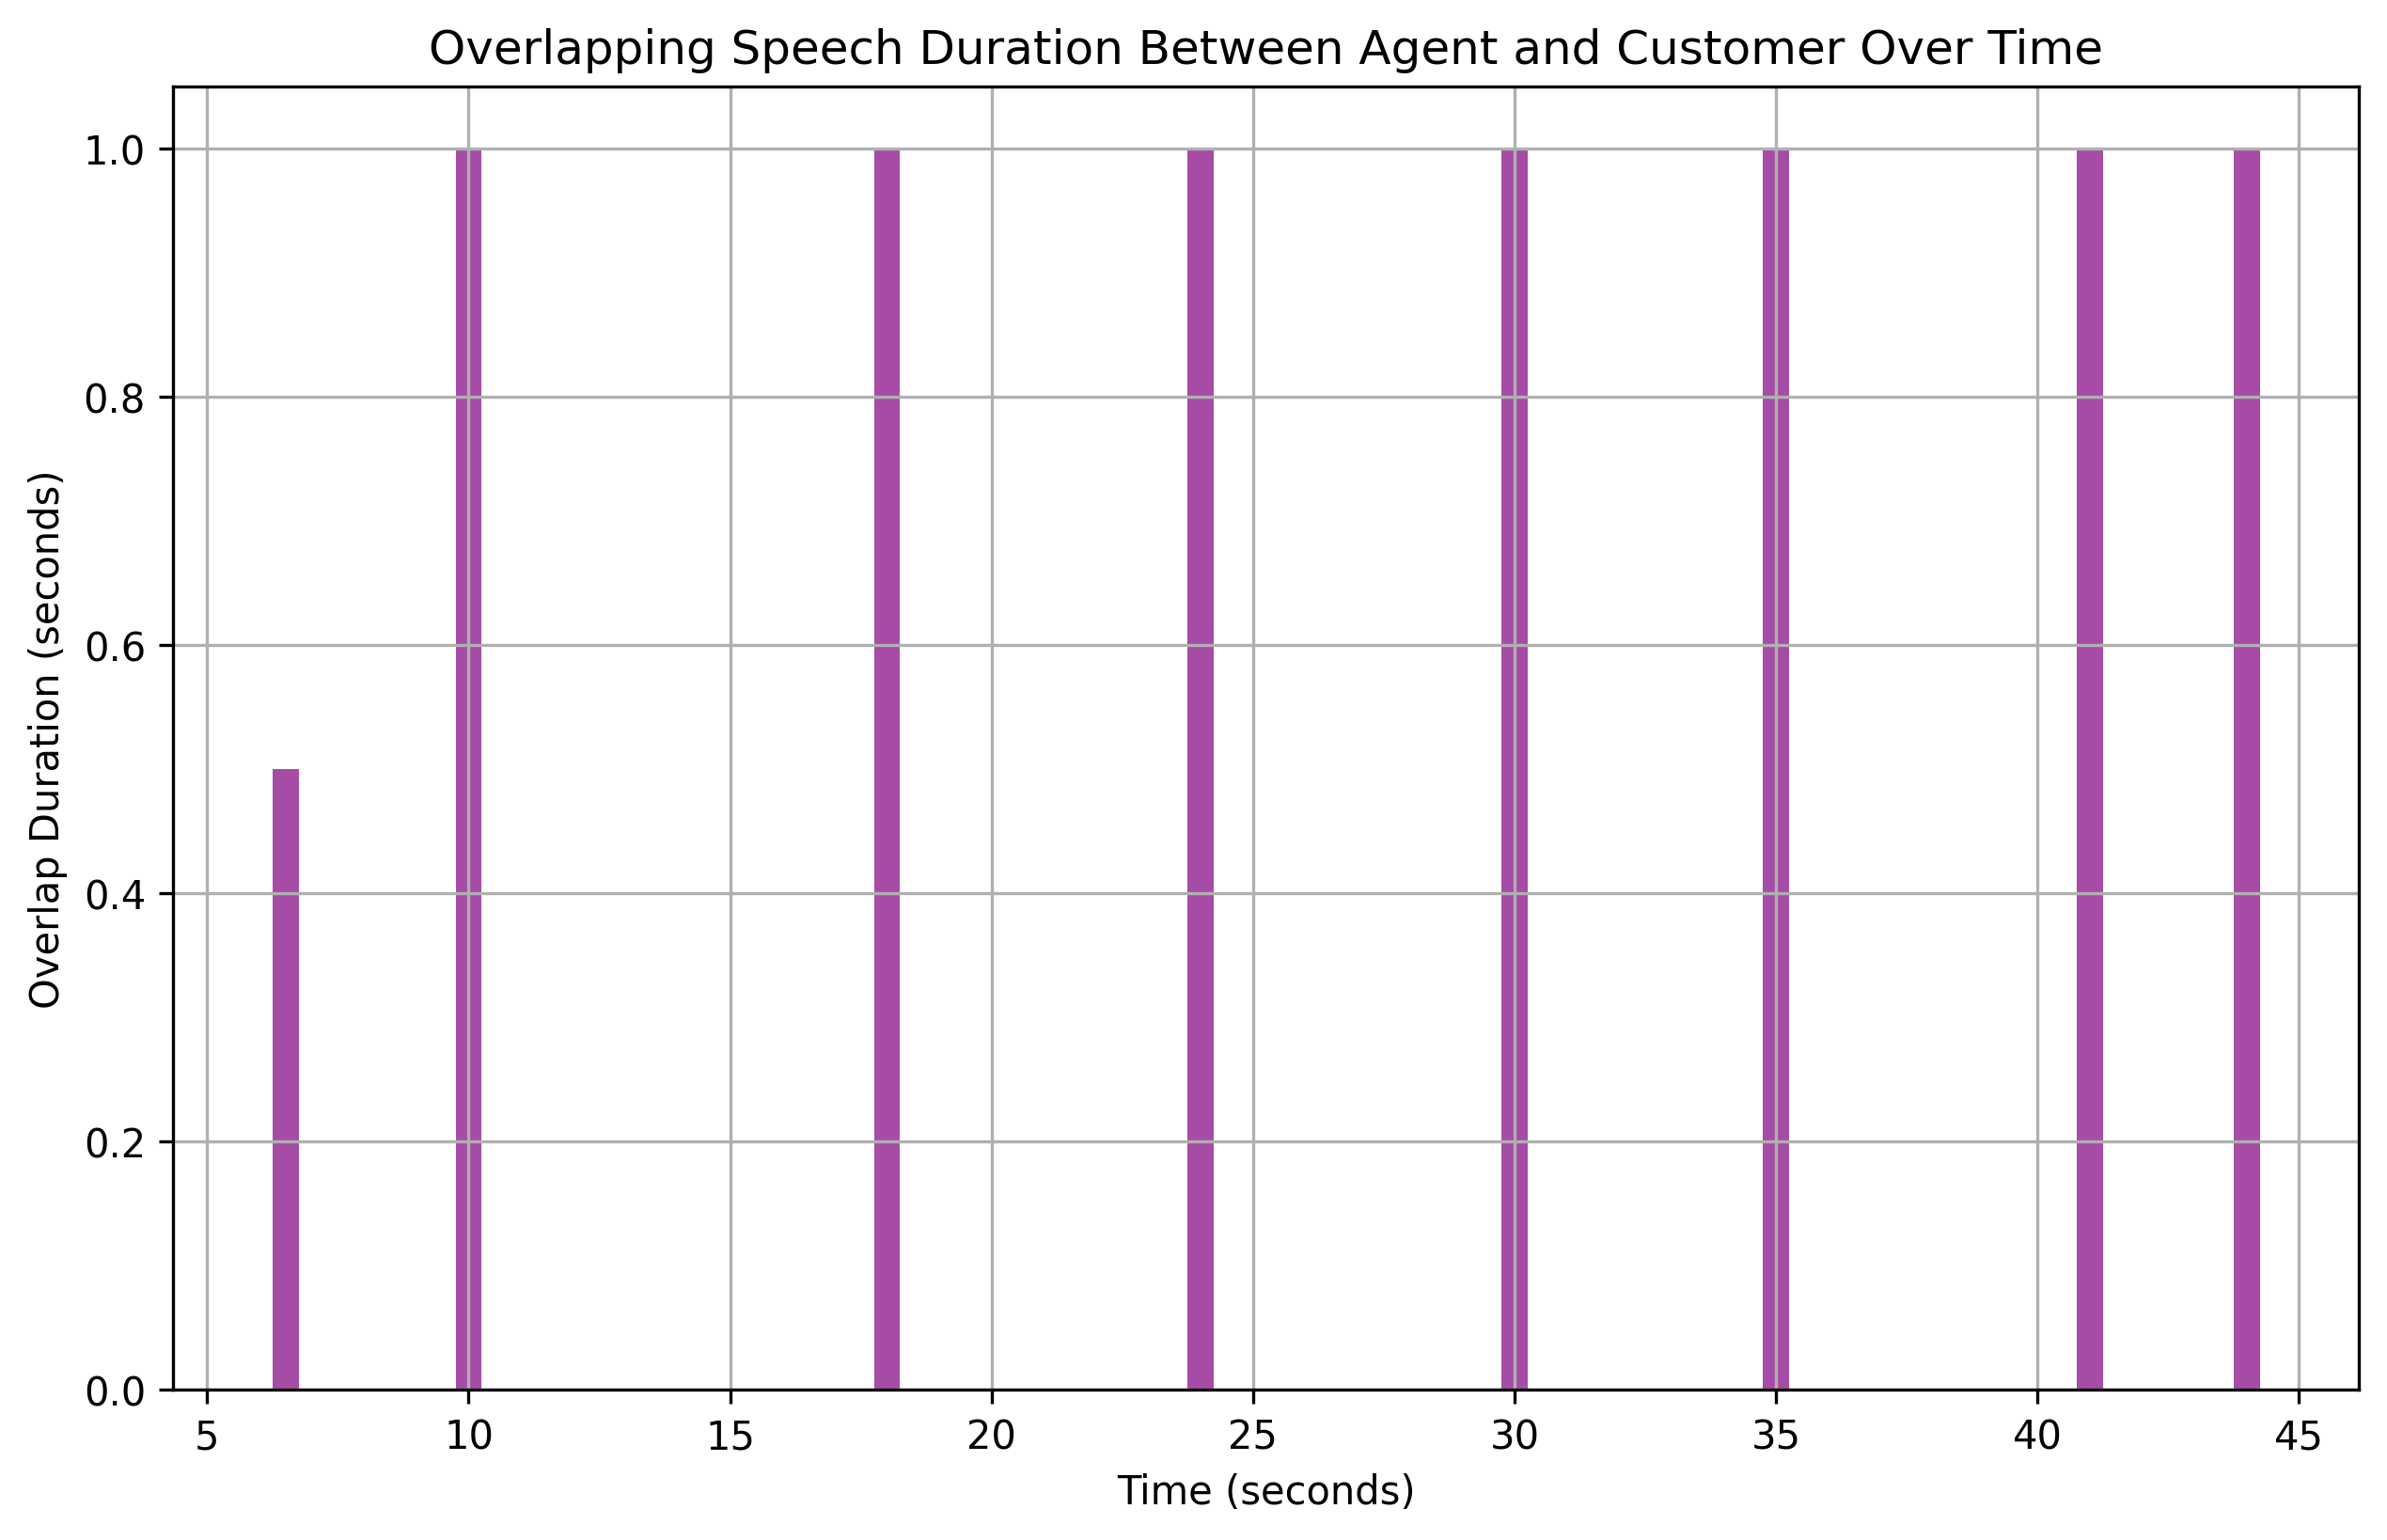 Overlapping Speech Duration Between Agent and Customer Over Time
Overlap Duration (seconds)
1.0
0.8
0.6
0.4
0.2
0.0
5 10 15 20 25 30 35 40 45
Time (seconds)